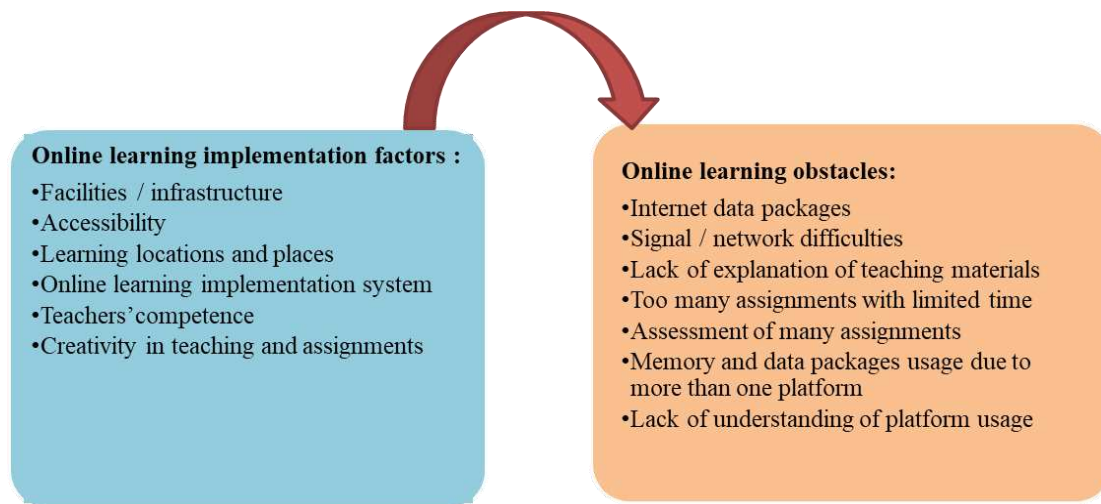 Online learning implementation factors :
•Facilities / infrastructure
•Accessibility
•Learning locations and places
•Online learning implementation system
•Teachers’competence
•Creativity in teaching and assignments
Online learning obstacles:
•Internet data packages
•Signal / network difficulties
•Lack of explanation of teaching materials
•Too many assignments with limited time
•Assessment of many assignments
•Memory and data packages usage due to
more than one platform
•Lack of understanding of platform usage